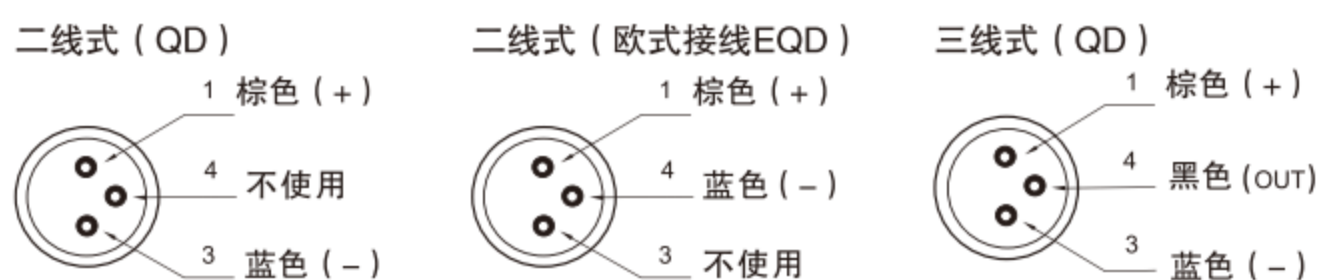 二线式（QD）
1 棕色（+）
4 不使用
3 蓝色（-）
二线式（欧式接线EQD）
1 棕色（+）
4 蓝色（-）
3 不使用
三线式（QD）
1 棕色（+）
4 黑色(OUT)
3 蓝色（-）